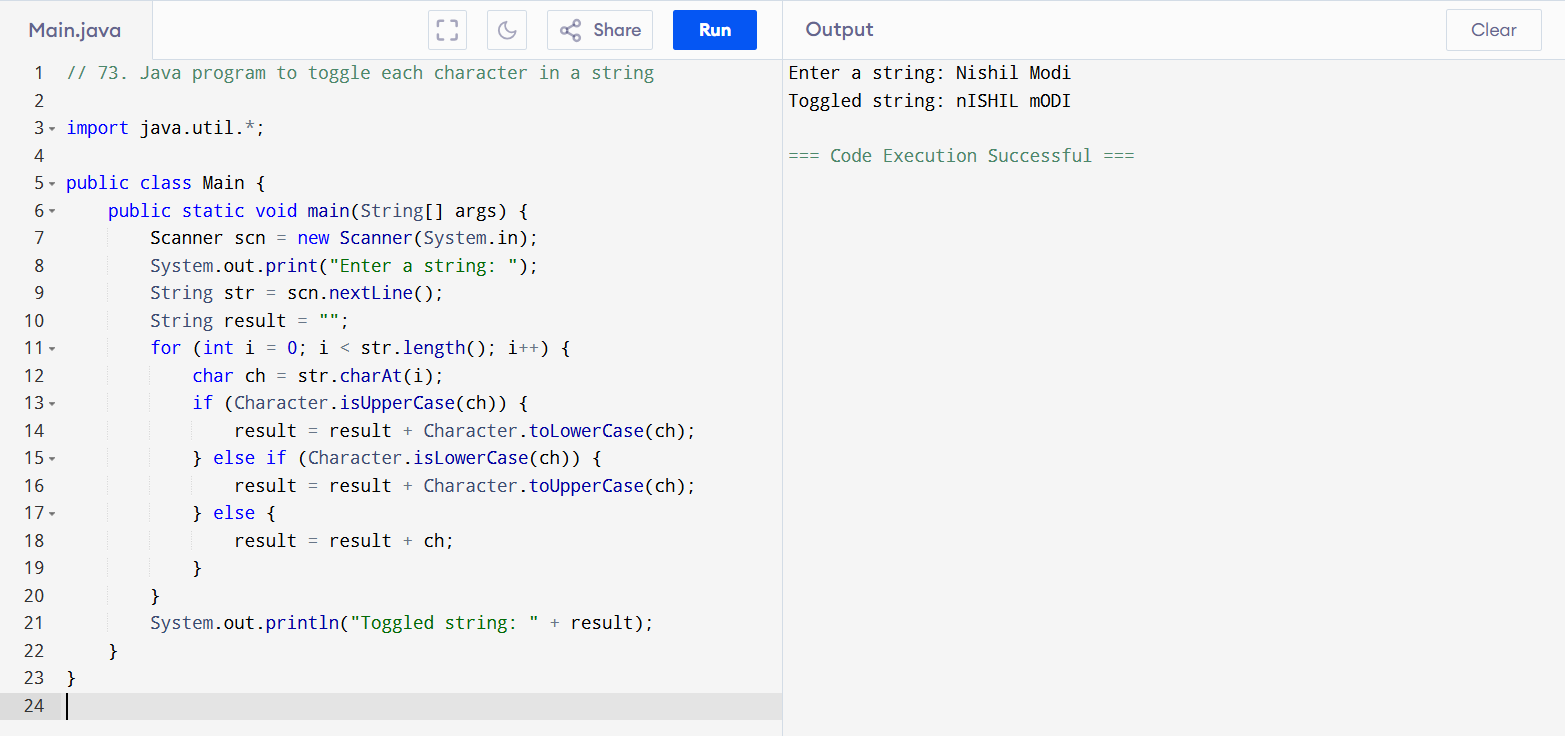 Main.java Share Run Output Clear
1 // 73. Java program to toggle each character in a string
2
3 import java.util.*;
4
5 public class Main {
6     public static void main(String[] args) {
7         Scanner scn = new Scanner(System.in);
8         System.out.print("Enter a string: ");
9         String str = scn.nextLine();
10         String result = "";
11         for (int i = 0; i < str.length(); i++) {
12             char ch = str.charAt(i);
13             if (Character.isUpperCase(ch)) {
14                 result = result + Character.toLowerCase(ch);
15             } else if (Character.isLowerCase(ch)) {
16                 result = result + Character.toUpperCase(ch);
17             } else {
18                 result = result + ch;
19             }
20         }
21         System.out.println("Toggled string: " + result);
22     }
23 }
24
Enter a string: Nishil Modi
Toggled string: nISHIL mODI
=== Code Execution Successful ===